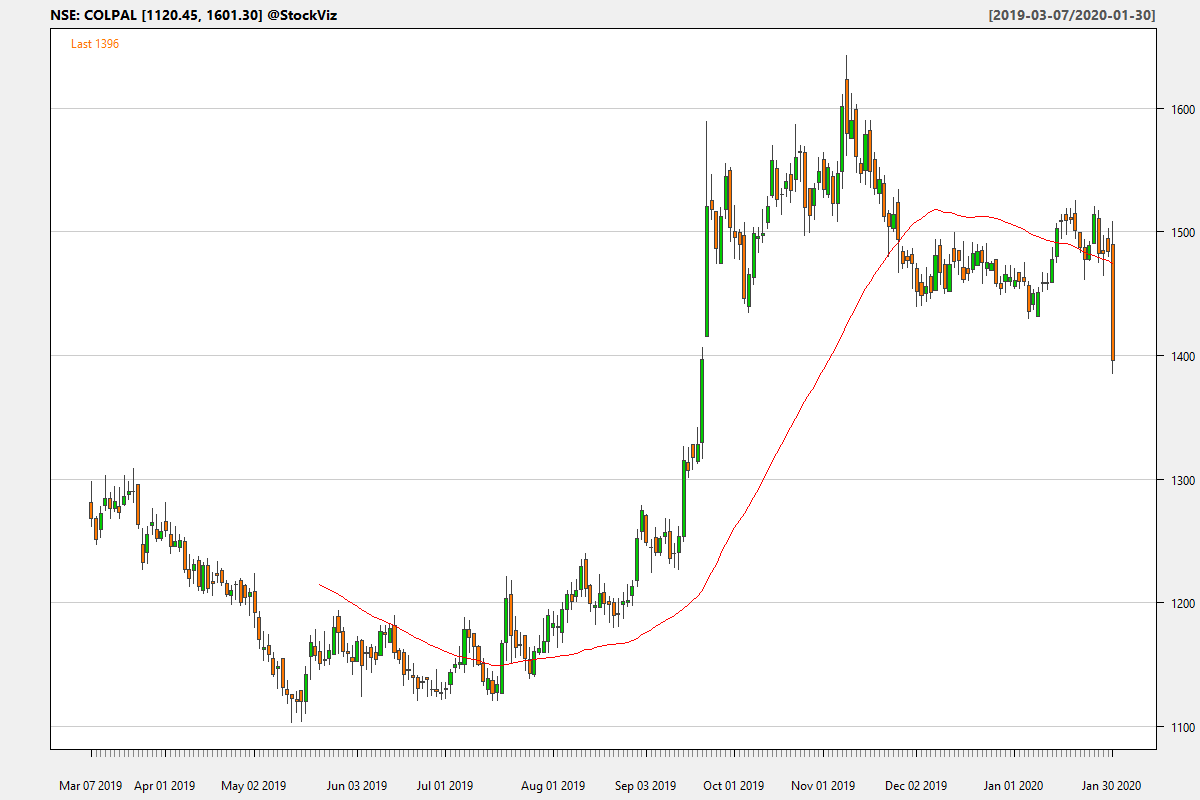 NSE: COLPAL [1120.45, 1601.30] @StockViz
[2019-03-07/2020-01-30]
Last 1396
1600
1500
1400
1300
1200
1100
Mar 07 2019 Apr 01 2019 May 02 2019 Jun 03 2019 Jul 01 2019 Aug 01 2019 Sep 03 2019 Oct 01 2019 Nov 01 2019 Dec 02 2019 Jan 01 2020 Jan 30 2020